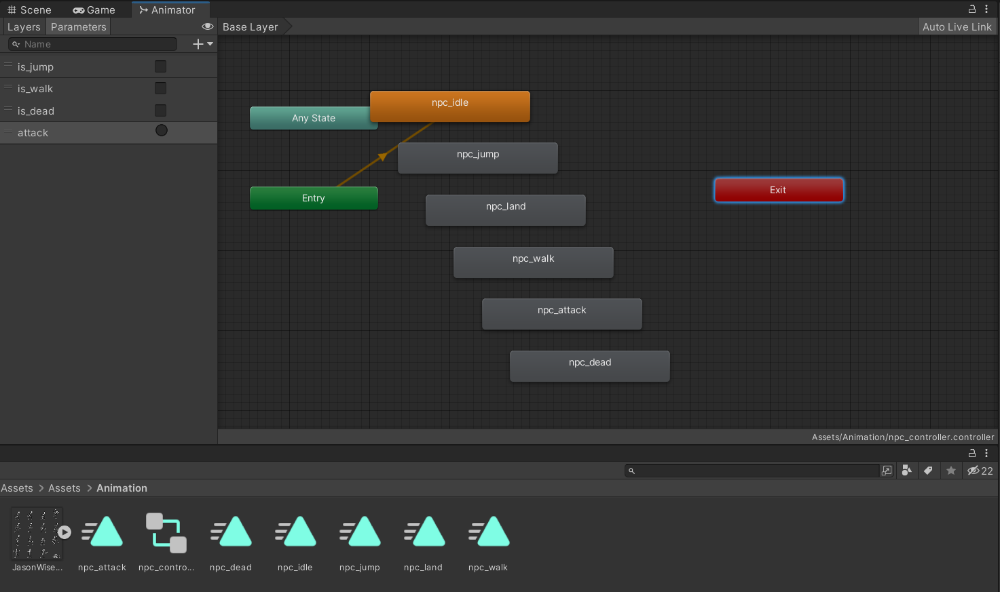 Scene Game Animator
Layers Parameters Base Layer Auto Live Link
Name
is_jump
is_walk
is_dead
attack
npc_idle
Any State
npc_jump
Exit
Entry
npc_land
npc_walk
npc_attack
npc_dead
Assets/Animation/npc_controller.controller
22
Assets > Assets > Animation
JasonWise... npc_attack npc_contro... npc_dead npc_idle npc_jump npc_land npc_walk